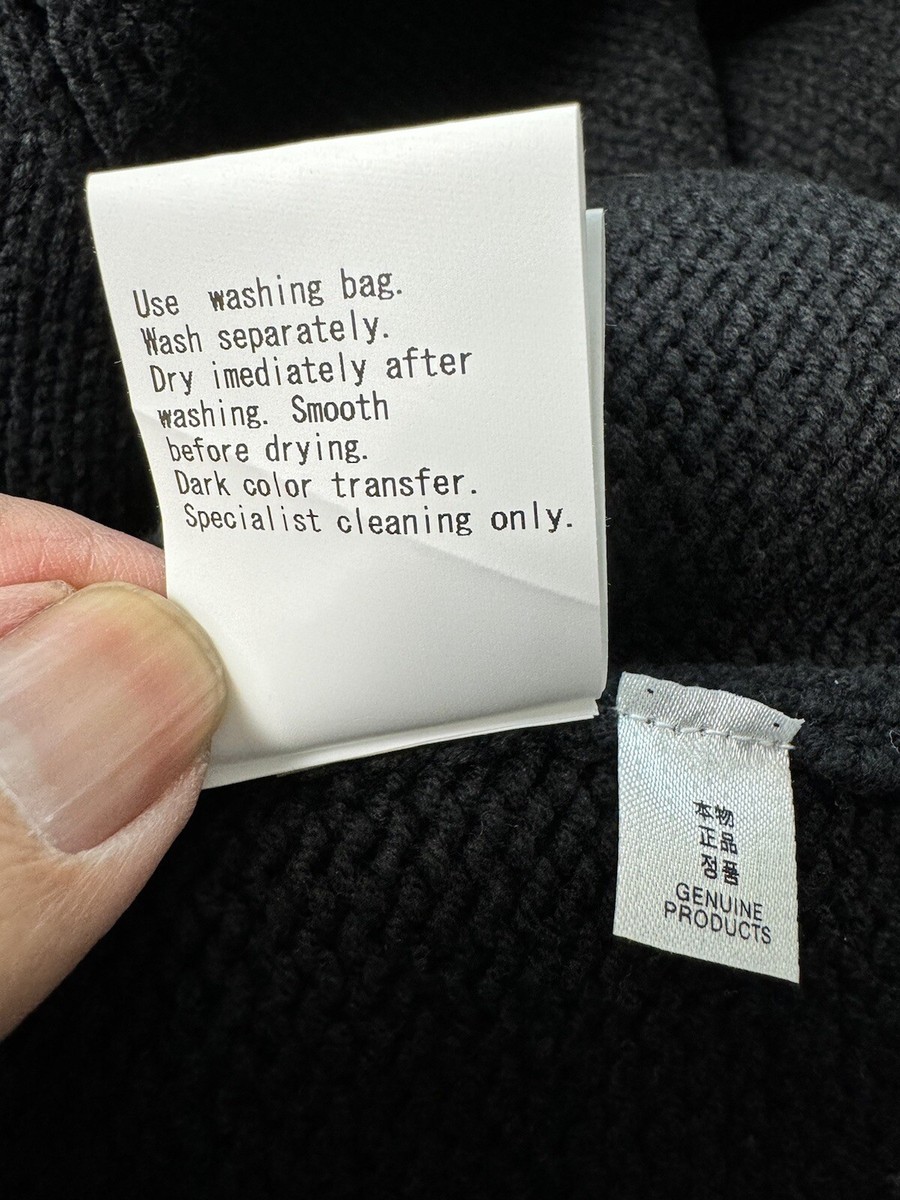 Use washing bag.
Wash separately.
Dry imediately after
washing. Smooth
before drying.
Dark color transfer.
Specialist cleaning only.
本物
正品
정품
GENUINE
PRODUCTS